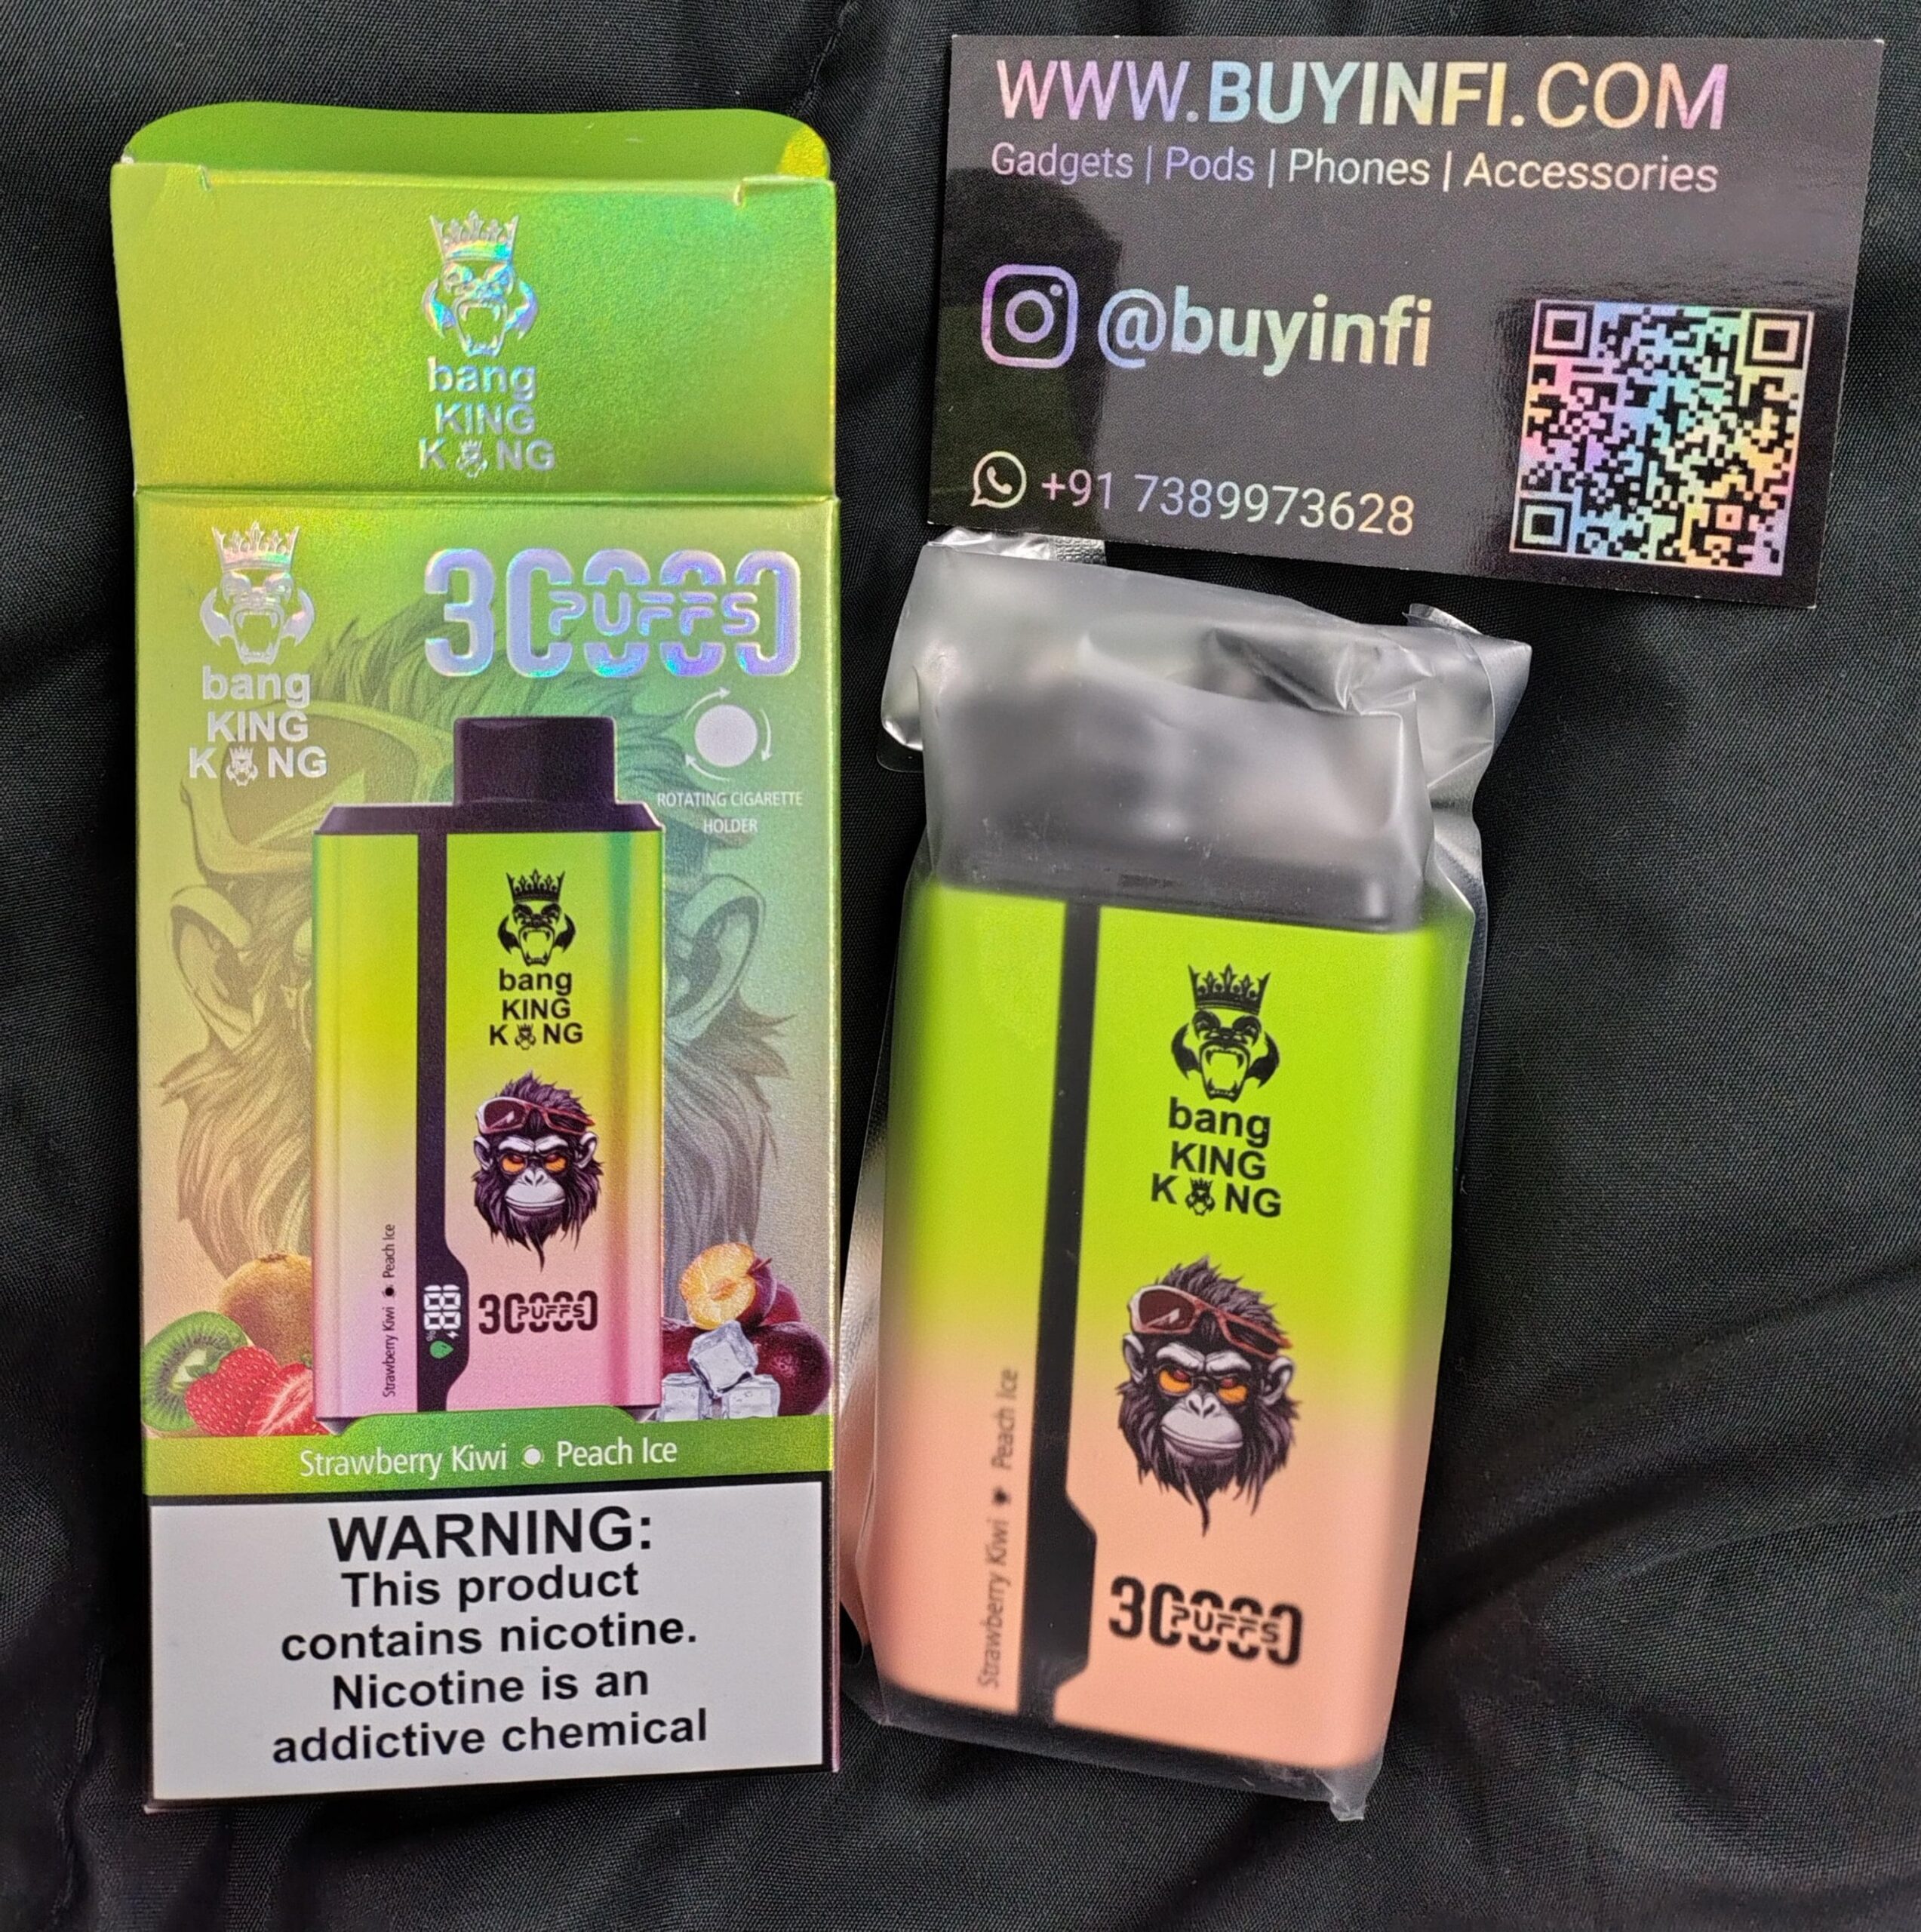 bang
KING
KONG
bang
KING
KONG
30000
PUFFS
ROTATING CIGARETTE
HOLDER
bang
KING
KONG
30000
PUFFS
Strawberry Kiwi Peach Ice
Strawberry Kiwi Peach Ice
WARNING:
This product
contains nicotine.
Nicotine is an
addictive chemical
WWW.BUYINFI.COM
Gadgets | Pods | Phones | Accessories
@buyinfi
+91 7389973628
bang
KING
KONG
Strawberry Kiwi Peach Ice
30000
PUFFS